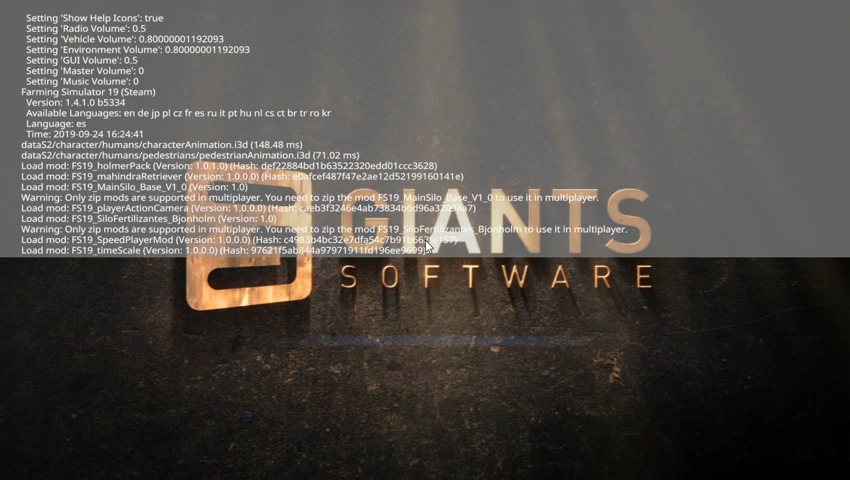 Setting 'Show Help Icons': true
Setting 'Radio Volume': 0.5
Setting 'Vehicle Volume': 0.80000001192093
Setting 'Environment Volume': 0.80000001192093
Setting 'GUI Volume': 0.5
Setting 'Master Volume': 0
Setting 'Music Volume': 0
Farming Simulator 19 (Steam)
Version: 1.4.1.0 b5334
Available Languages: en de jp pl cz fr es ru it pt hu nl cs ct br tr ro kr
Language: es
Time: 2019-09-24 16:24:41
dataS2/character/humans/characterAnimation.i3d (148.48 ms)
dataS2/character/humans/pedestrians/pedestrianAnimation.i3d (71.02 ms)
Load mod: FS19_holmerPack (Version: 1.0.1.0) (Hash: def22884bd1b63522320edd01ccc3628)
Load mod: FS19_mahindraRetriever (Version: 1.0.0.0) (Hash: e0afcef487f47e2ae12d52199160141e)
Load mod: FS19_MainSilo_Base_V1_0 (Version: 1.0)
Warning: Only zip mods are supported in multiplayer. You need to zip the mod FS19_MainSilo_Base_V1_0 to use it in multiplayer.
Load mod: FS19_playerActionCamera (Version: 1.0.0.0) (Hash:
Load mod: FS19_SiloFertilizantes_Bjonholm (Version: 1.0)
Warning: Only zip mods are supported in multiplayer. You need to zip the mod FS19_SiloFertilizantes_Bjonholm to use it in multiplayer.
Load mod: FS19_SpeedPlayerMod (Version: 1.0.0.0) (Hash:
Load mod: FS19_timeScale (Version: 1.0.0.0) (Hash:
GIANTS
SOFTWARE